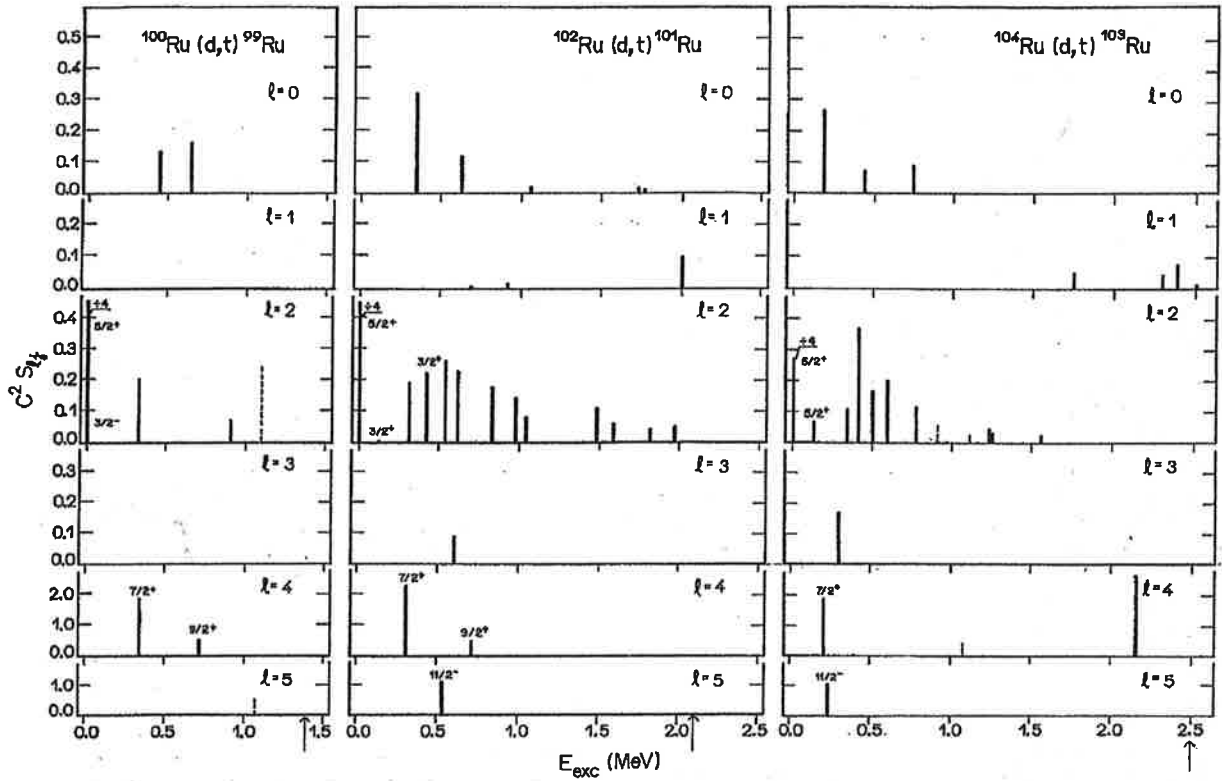 ¹⁰⁰Ru (d,t) ⁹⁹Ru
¹⁰²Ru (d,t) ¹⁰¹Ru
¹⁰⁴Ru (d,t) ¹⁰³Ru
0.5
0.4
0.3
0.2
0.1
0.0
ℓ=0
ℓ=0
ℓ=0
0.2
0.1
0.0
ℓ=1
ℓ=1
ℓ=1
C² Sℓj
0.4
0.3
0.2
0.1
0.0
÷4
5/2+
3/2-
ℓ=2
÷4
5/2+
3/2+
3/2+
ℓ=2
÷4
5/2+
5/2+
ℓ=2
0.3
0.2
0.1
0.0
ℓ=3
ℓ=3
ℓ=3
2.0
1.0
0.0
7/2+
9/2+
ℓ=4
7/2+
9/2+
ℓ=4
7/2+
ℓ=4
1.0
0.0
ℓ=5
11/2-
ℓ=5
11/2-
ℓ=5
0.0 0.5 1.0 1.5
0.0 0.5 1.0 1.5 2.0
0.0 0.5 1.0 1.5 2.0 2.5
E exc (MeV)